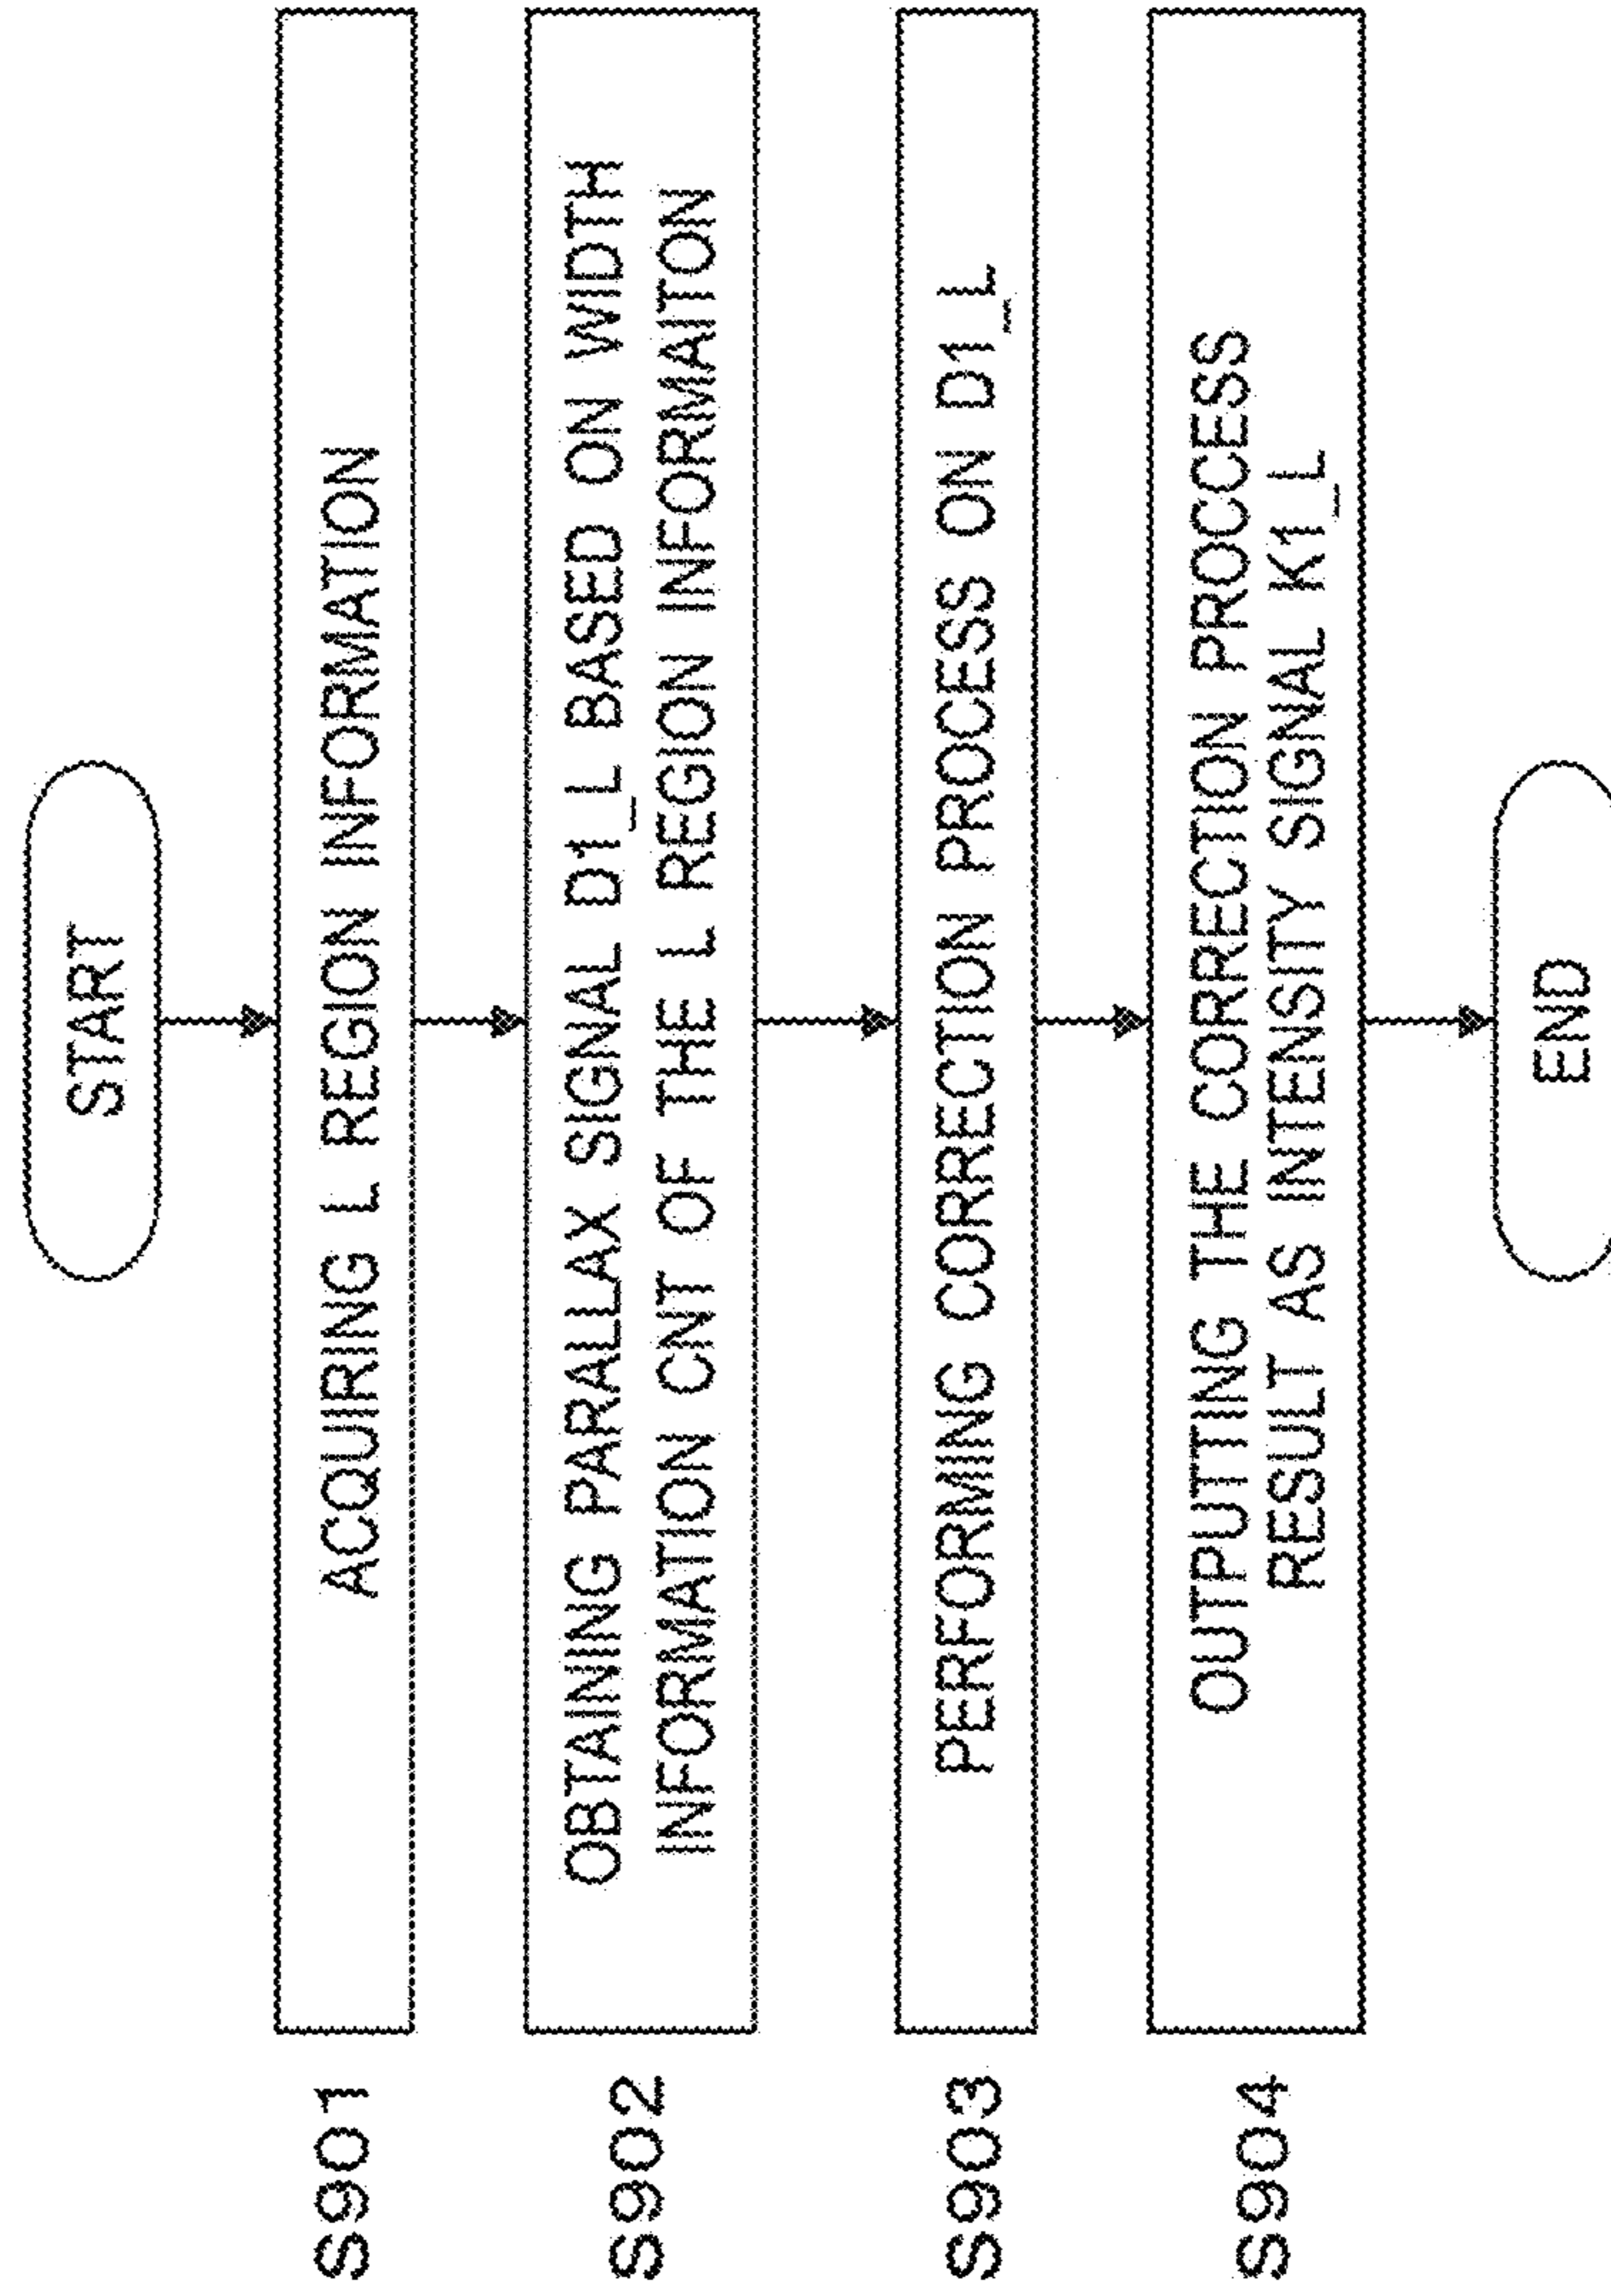 START
S901
ACQUIRING L REGION INFORMATION
S902
OBTAINING PARALLAX SIGNAL D1_L BASED ON WIDTH
INFORMATION CNT OF THE L REGION INFORMAITON
S903
PERFORMING CORRECTION PROCESS ON D1_L
S904
OUTPUTTING THE CORRECTION PROCESS
RESULT AS INTENSITY SIGNAL K1_L
END